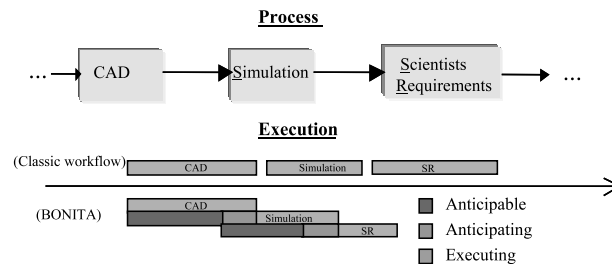 Process
... CAD Simulation Scientists ...
Requirements
Execution
(Classic workflow) CAD Simulation SR
(BONITA) CAD
Simulation
SR
Anticipable
Anticipating
Executing